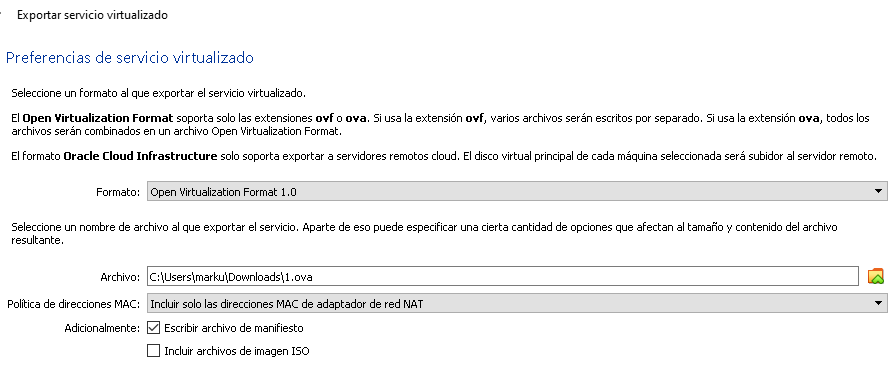 Exportar servicio virtualizado
Preferencias de servicio virtualizado
Seleccione un formato al que exportar el servicio virtualizado.
El Open Virtualization Format soporta solo las extensiones ovf o ova. Si usa la extensión ovf, varios archivos serán escritos por separado. Si usa la extensión ova, todos los
archivos serán combinados en un archivo Open Virtualization Format.
El formato Oracle Cloud Infrastructure solo soporta exportar a servidores remotos cloud. El disco virtual principal de cada máquina seleccionada será subidor al servidor remoto.
Formato: Open Virtualization Format 1.0
Seleccione un nombre de archivo al que exportar el servicio. Aparte de eso puede especificar una cierta cantidad de opciones que afectan al tamaño y contenido del archivo
resultante.
Archivo: C:\Users\marku\Downloads\1.ova
Política de direcciones MAC: Incluir solo las direcciones MAC de adaptador de red NAT
Adicionalmente: Escribir archivo de manifiesto
Incluir archivos de imagen ISO